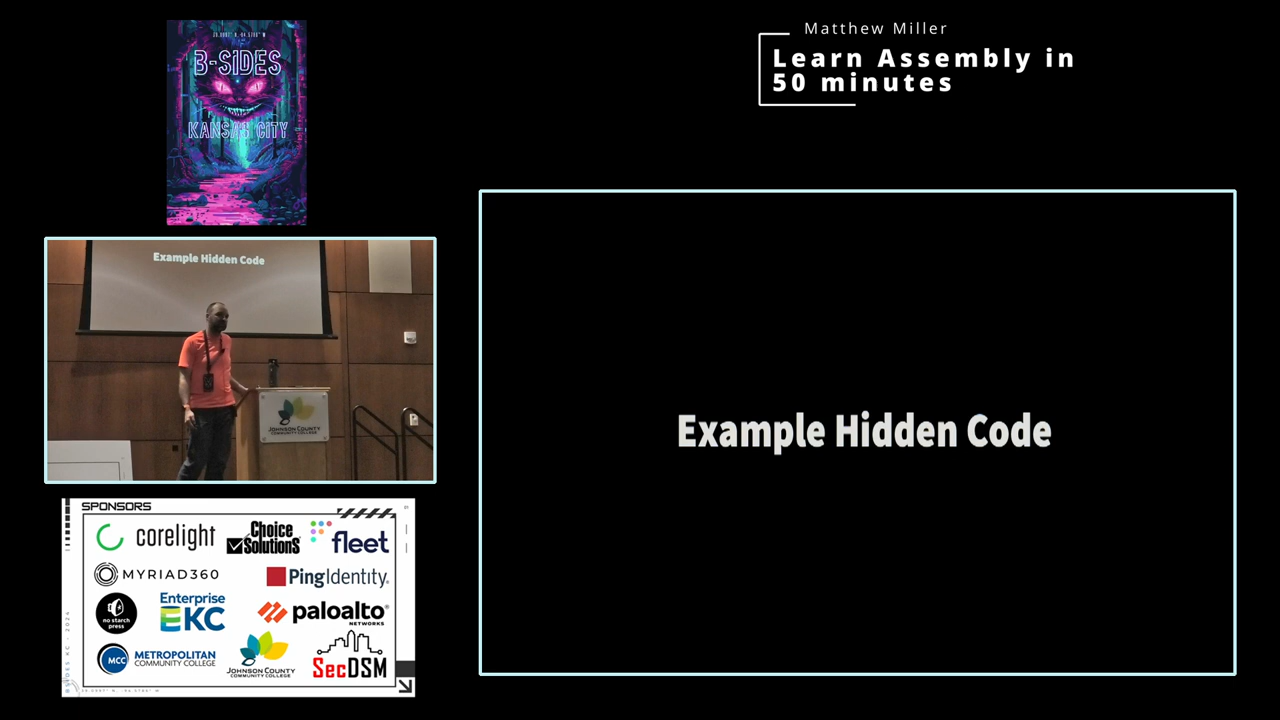 B-SIDES
KANSAS CITY
Matthew Miller
Learn Assembly in
50 minutes
Example Hidden Code
JOHNSON COUNTY
COMMUNITY COLLEGE
Example Hidden Code
SPONSORS
corelight
Choice
Solutions
fleet
MYRIAD360
PingIdentity
no starch
press
Enterprise
EKC
paloalto
NETWORKS
MCC
METROPOLITAN
COMMUNITY COLLEGE
JOHNSON COUNTY
COMMUNITY COLLEGE
SecDSM